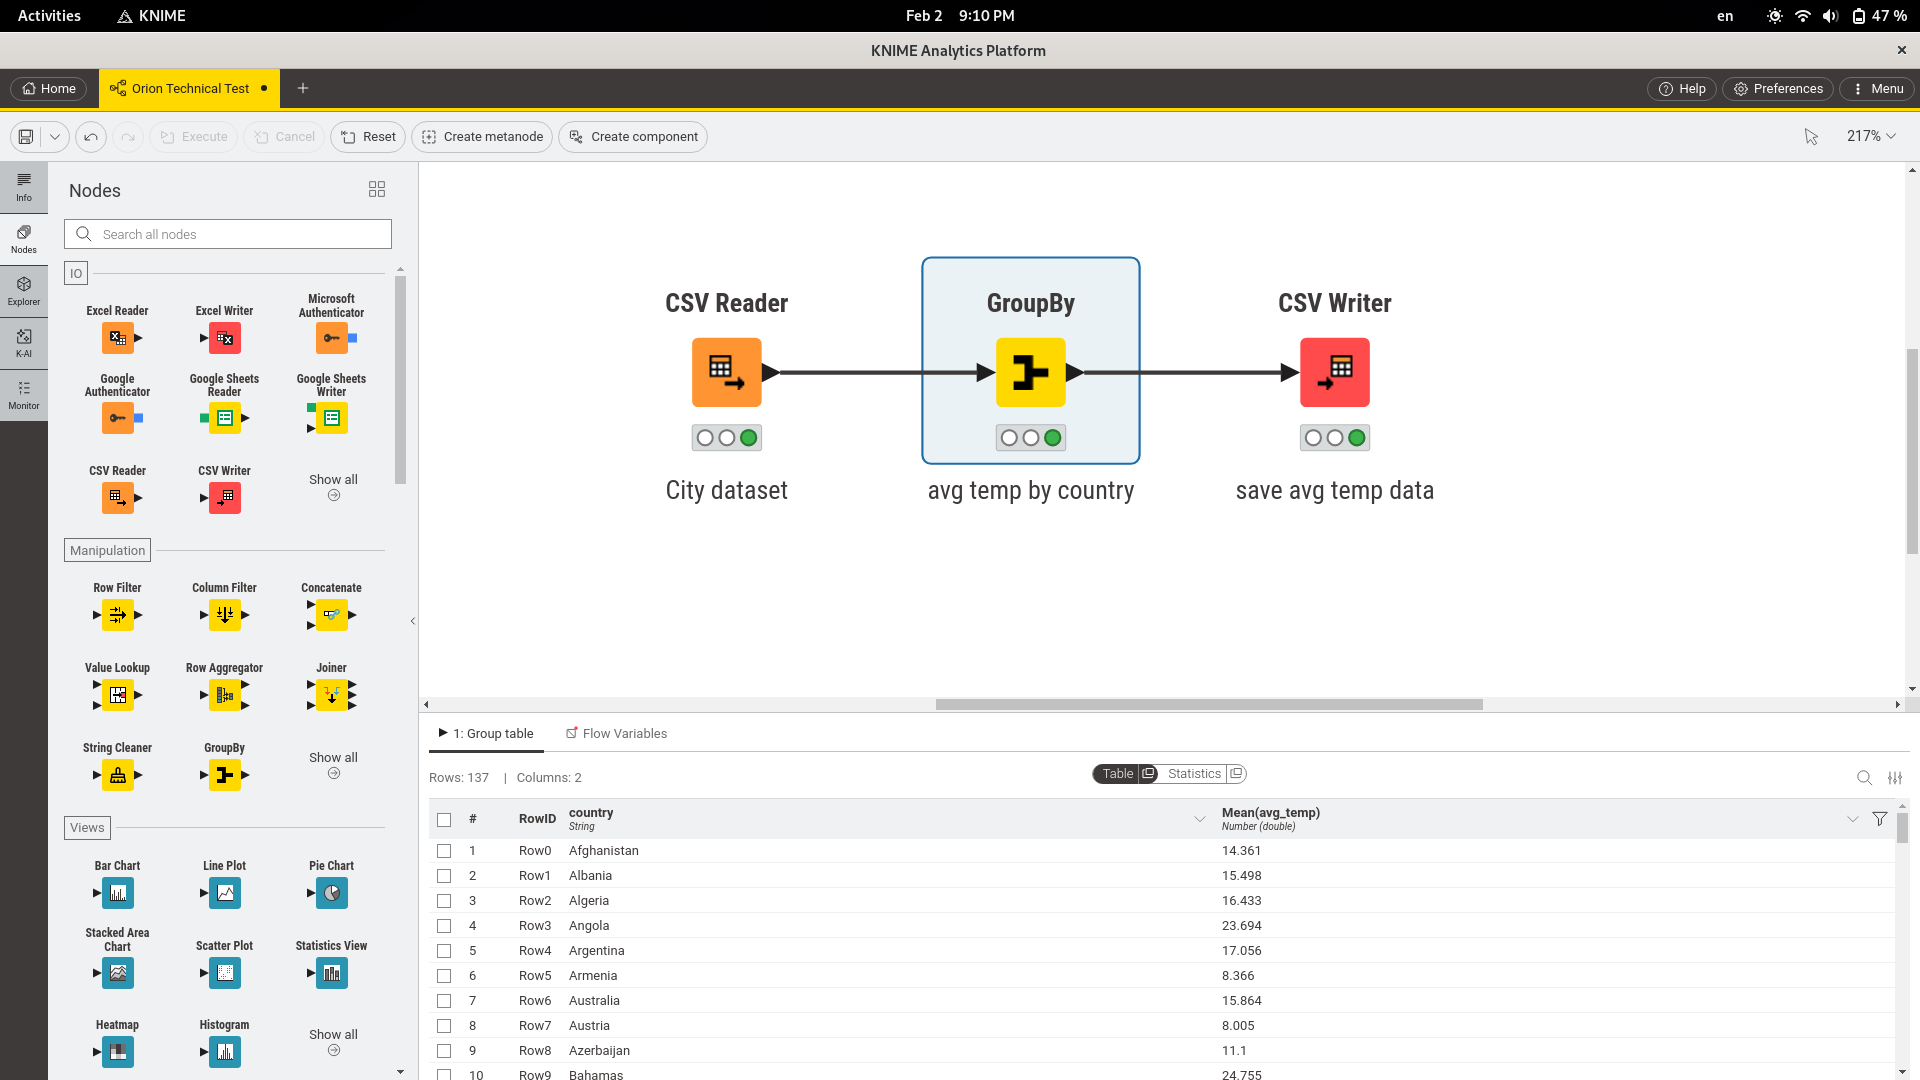 Activities KNIME Feb 2 9:10 PM en 47 %
KNIME Analytics Platform
Home Orion Technical Test Help Preferences Menu
Execute Cancel Reset Create metanode Create component 217%
Info
Nodes
Explorer
K-AI
Monitor
Nodes
Search all nodes
IO
Excel Reader Excel Writer Microsoft
Authenticator
Google
Authenticator
Google Sheets
Reader
Google Sheets
Writer
CSV Reader CSV Writer Show all
Manipulation
Row Filter Column Filter Concatenate
Value Lookup Row Aggregator Joiner
String Cleaner GroupBy Show all
Views
Bar Chart Line Plot Pie Chart
Stacked Area
Chart
Scatter Plot Statistics View
Heatmap Histogram Show all
CSV Reader GroupBy CSV Writer
City dataset avg temp by country save avg temp data
1: Group table Flow Variables
Rows: 137 | Columns: 2 Table Statistics
# RowID country Mean(avg_temp)
String Number (double)
1 Row0 Afghanistan 14.361
2 Row1 Albania 15.498
3 Row2 Algeria 16.433
4 Row3 Angola 23.694
5 Row4 Argentina 17.056
6 Row5 Armenia 8.366
7 Row6 Australia 15.864
8 Row7 Austria 8.005
9 Row8 Azerbaijan 11.1
10 Row9 Bahamas 24.755